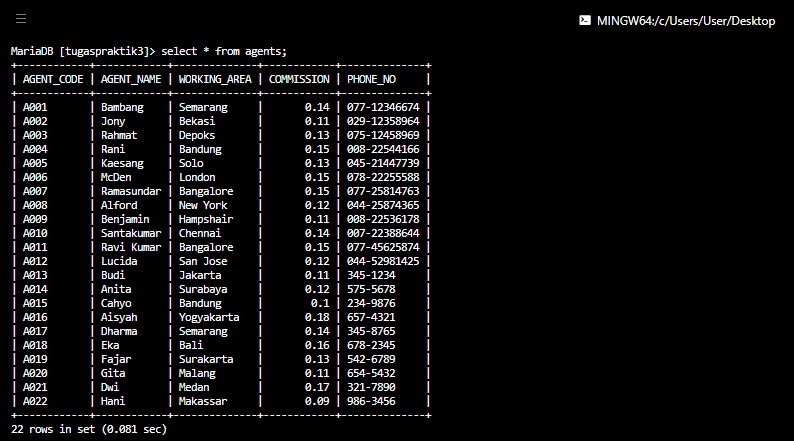 MINGW64:/c/Users/User/Desktop
MariaDB [tugaspraktik3]> select * from agents;
+------------+-------------+--------------+------------+--------------+
| AGENT_CODE | AGENT_NAME | WORKING_AREA | COMMISSION | PHONE_NO |
+------------+-------------+--------------+------------+--------------+
| A001 | Bambang | Semarang | 0.14 | 077-12346674 |
| A002 | Jony | Bekasi | 0.11 | 029-12358964 |
| A003 | Rahmat | Depoks | 0.13 | 075-12458969 |
| A004 | Rani | Bandung | 0.15 | 008-22544166 |
| A005 | Kaesang | Solo | 0.13 | 045-21447739 |
| A006 | McDen | London | 0.15 | 078-22255588 |
| A007 | Ramasundar | Bangalore | 0.15 | 077-25814763 |
| A008 | Alford | New York | 0.12 | 044-25874365 |
| A009 | Benjamin | Hampshair | 0.11 | 008-22536178 |
| A010 | Santakumar | Chennai | 0.14 | 007-22388644 |
| A011 | Ravi Kumar | Bangalore | 0.15 | 077-45625874 |
| A012 | Lucida | San Jose | 0.12 | 044-52981425 |
| A013 | Budi | Jakarta | 0.11 | 345-1234 |
| A014 | Anita | Surabaya | 0.12 | 575-5678 |
| A015 | Cahyo | Bandung | 0.1 | 234-9876 |
| A016 | Aisyah | Yogyakarta | 0.18 | 657-4321 |
| A017 | Dharma | Semarang | 0.14 | 345-8765 |
| A018 | Eka | Bali | 0.16 | 678-2345 |
| A019 | Fajar | Surakarta | 0.13 | 542-6789 |
| A020 | Gita | Malang | 0.11 | 654-5432 |
| A021 | Dwi | Medan | 0.17 | 321-7890 |
| A022 | Hani | Makassar | 0.09 | 986-3456 |
+------------+-------------+--------------+------------+--------------+
22 rows in set (0.081 sec)